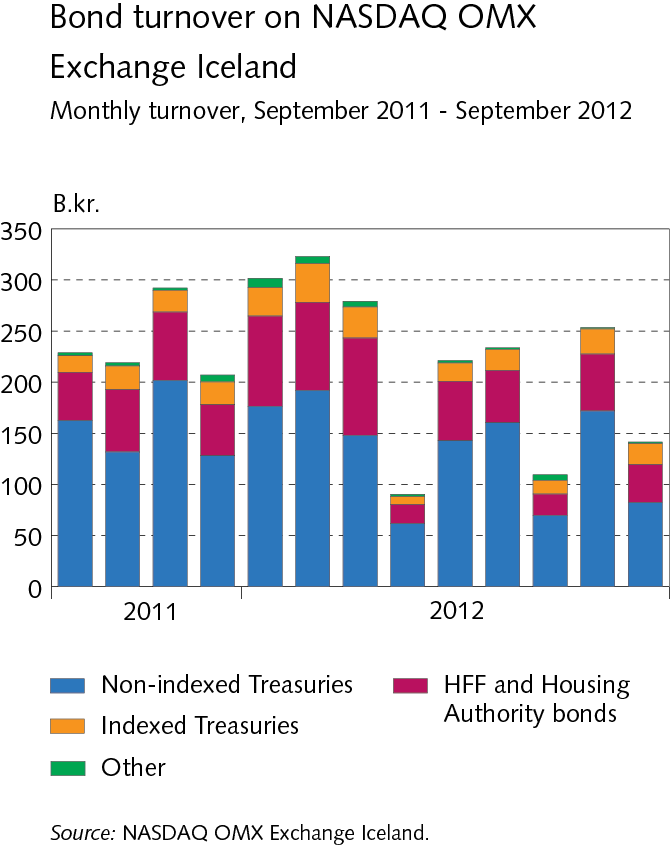 Bond turnover on NASDAQ OMX
Exchange Iceland
Monthly turnover, September 2011 - September 2012
B.kr.
350
300
250
200
150
100
50
0
2011
2012
Non-indexed Treasuries
HFF and Housing
Authority bonds
Indexed Treasuries
Other
Source: NASDAQ OMX Exchange Iceland.